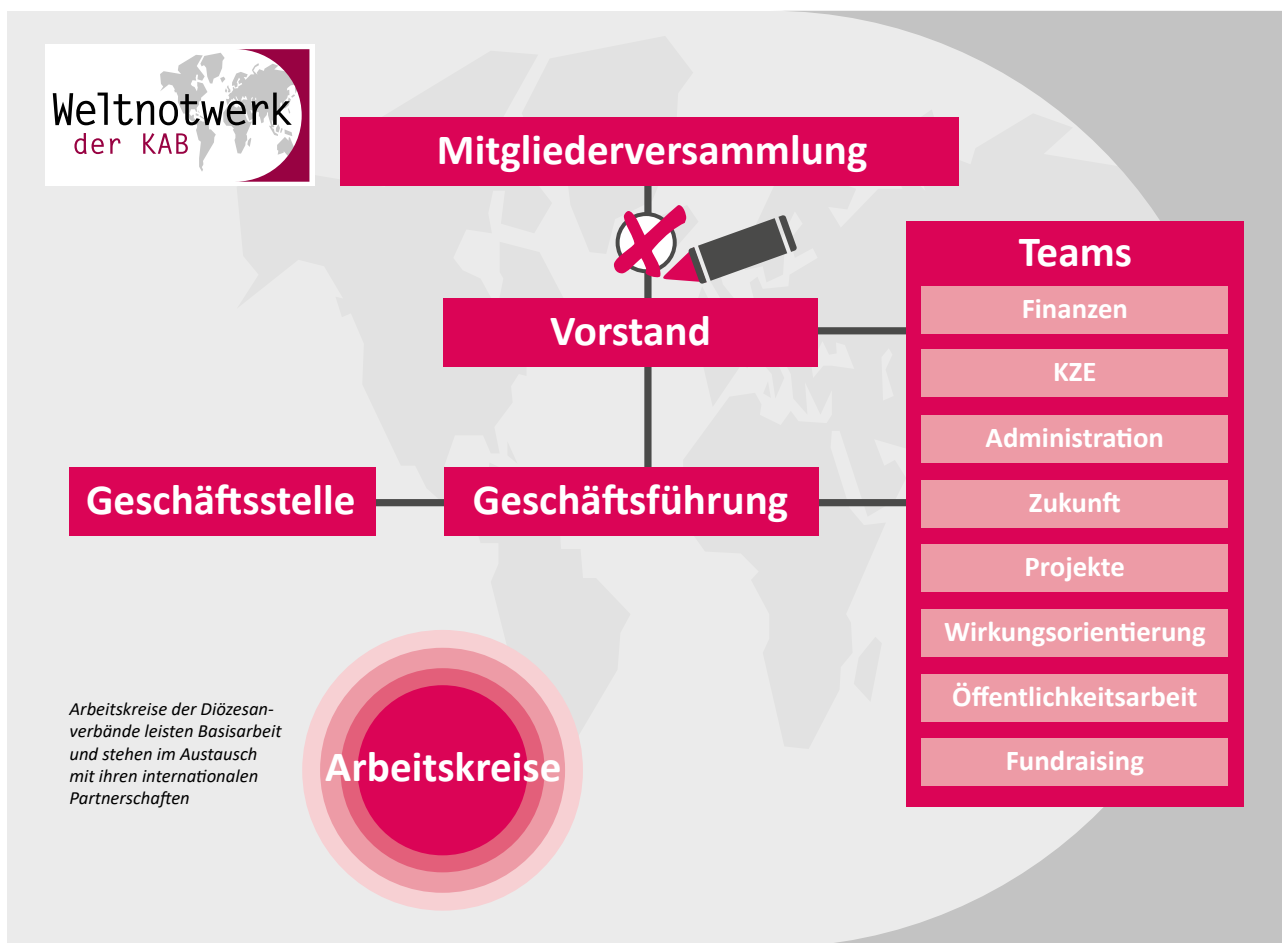 Weltnotwerk
der KAB
Mitgliederversammlung
Vorstand
Geschäftsstelle
Geschäftsführung
Teams
Finanzen
KZE
Administration
Zukunft
Projekte
Wirkungsorientierung
Öffentlichkeitsarbeit
Fundraising
Arbeitskreise der Diözesan-
verbände leisten Basisarbeit
und stehen im Austausch
mit ihren internationalen
Partnerschaften
Arbeitskreise